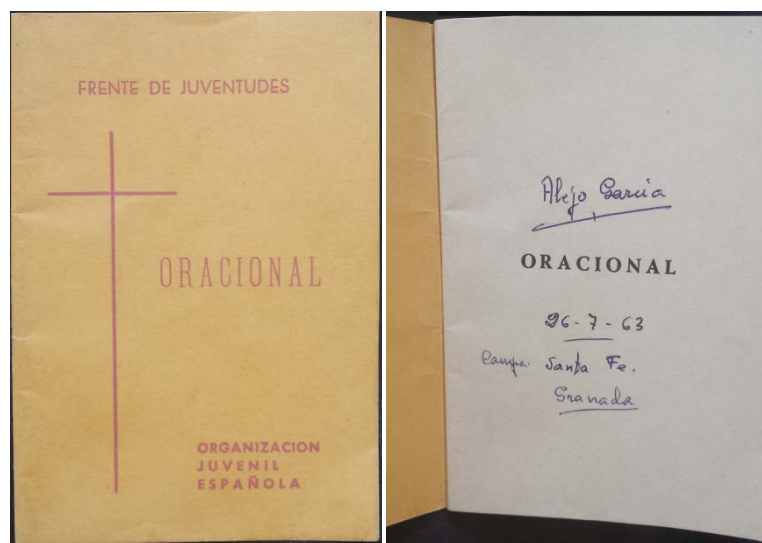 FRENTE DE JUVENTUDES
ORACIONAL
ORGANIZACION
JUVENIL
ESPAÑOLA
Alejo Garcia
ORACIONAL
26-7-63
Campa. Santa Fe.
Granada